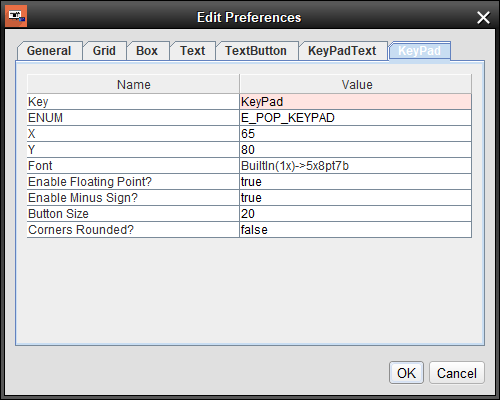 Edit Preferences
General Grid Box Text TextButton KeyPadText KeyPad
Name Value
Key KeyPad
ENUM E_POP_KEYPAD
X 65
Y 80
Font BuiltIn(1x)->5x8pt7b
Enable Floating Point? true
Enable Minus Sign? true
Button Size 20
Corners Rounded? false
OK Cancel